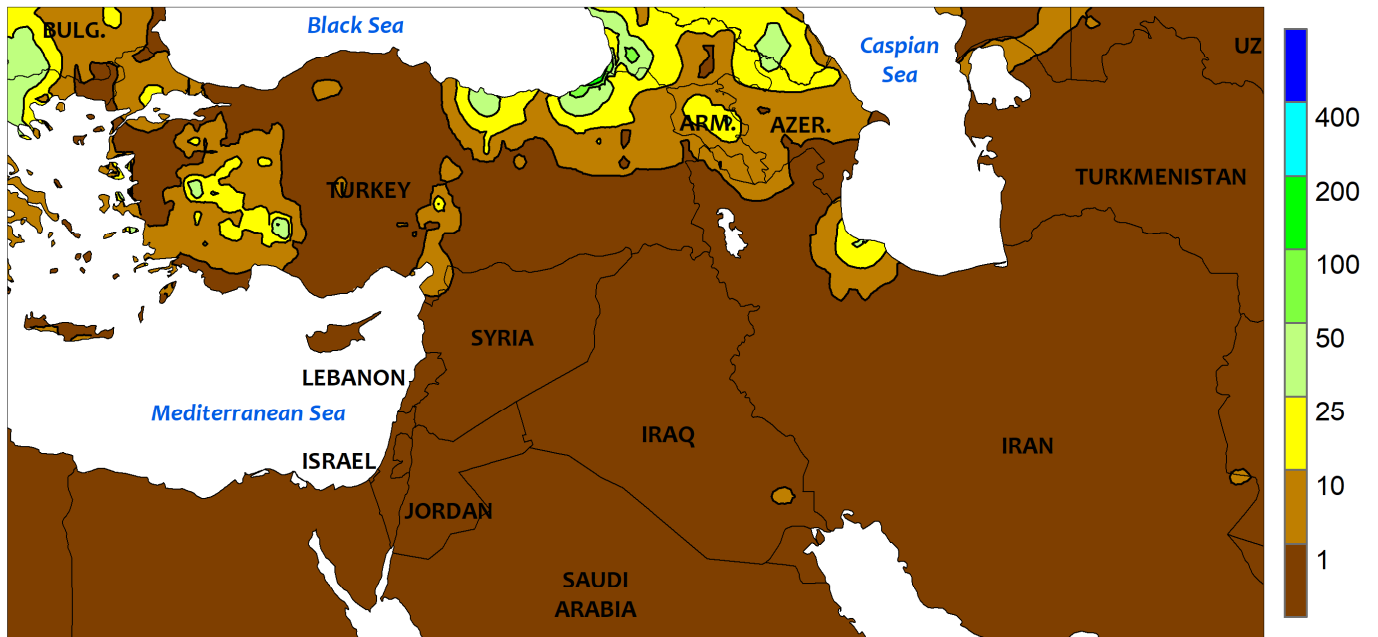 BULG.
Black Sea
Caspian
Sea
UZ
ARM.
AZER.
TURKEY
TURKMENISTAN
SYRIA
LEBANON
Mediterranean Sea
ISRAEL
IRAQ
IRAN
JORDAN
SAUDI
ARABIA
400
200
100
50
25
10
1